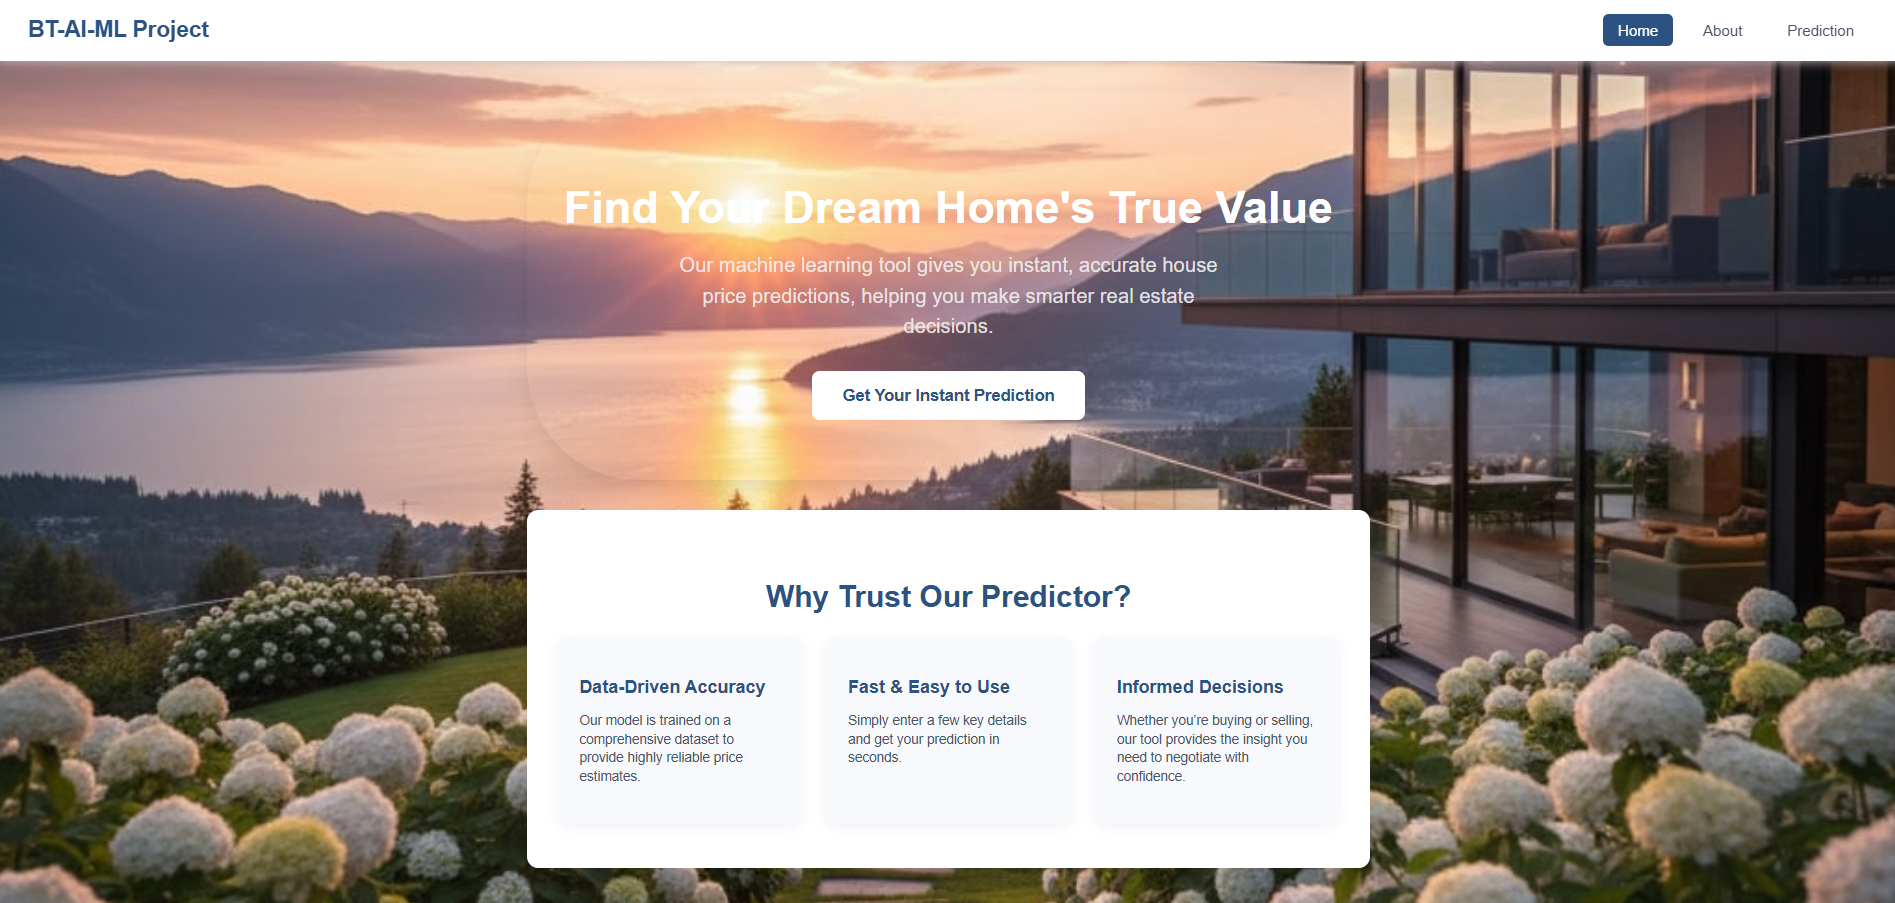 BT-AI-ML Project
Home
About
Prediction
Find Your Dream Home's True Value
Our machine learning tool gives you instant, accurate house
price predictions, helping you make smarter real estate
decisions.
Get Your Instant Prediction
Why Trust Our Predictor?
Data-Driven Accuracy
Our model is trained on a
comprehensive dataset to
provide highly reliable price
estimates.
Fast & Easy to Use
Simply enter a few key details
and get your prediction in
seconds.
Informed Decisions
Whether you’re buying or selling,
our tool provides the insight you
need to negotiate with
confidence.